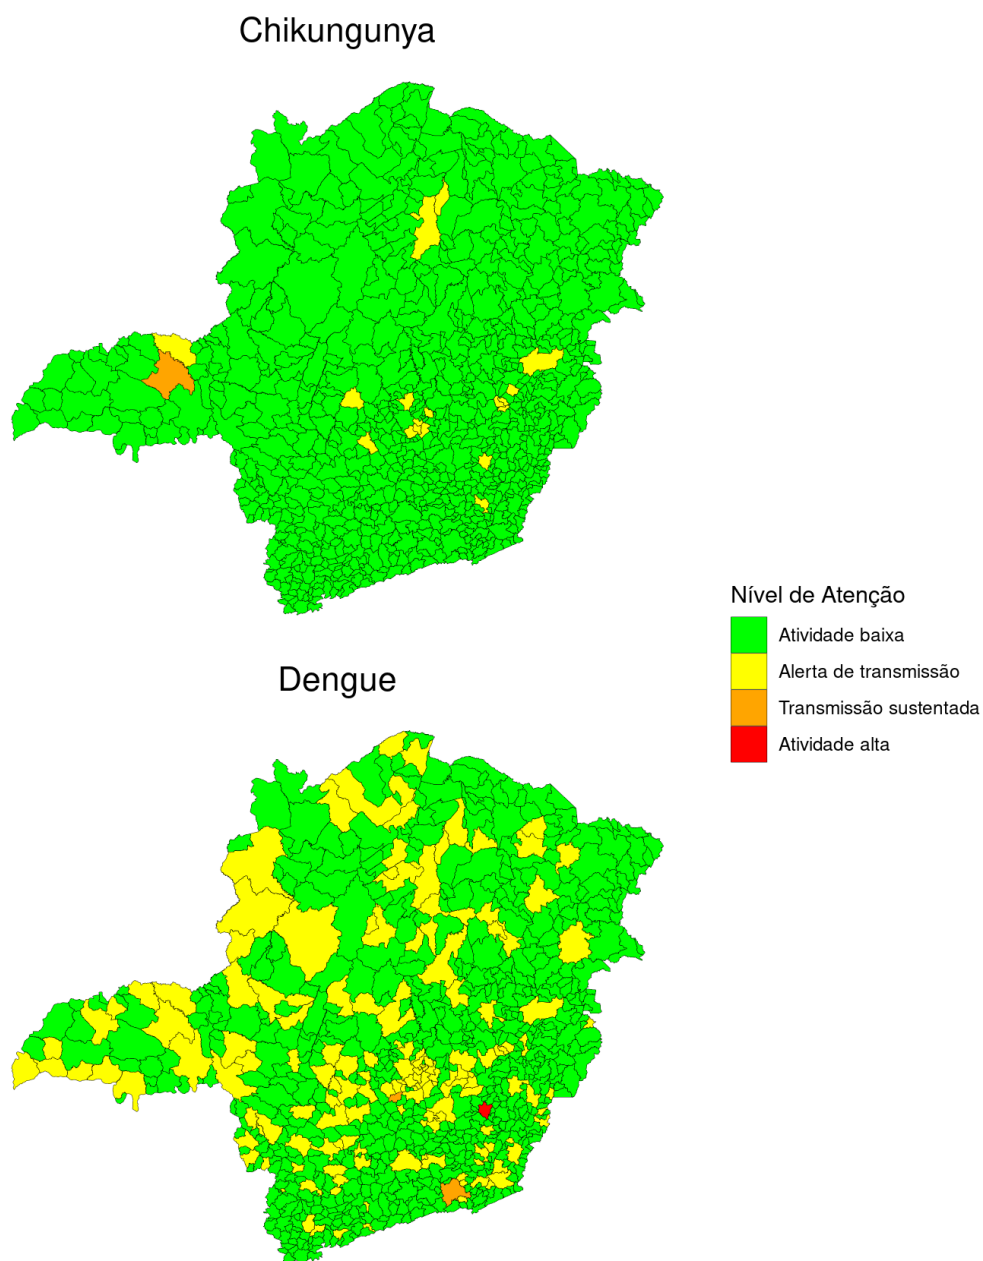 Chikungunya
Nível de Atenção
Atividade baixa
Alerta de transmissão
Transmissão sustentada
Atividade alta
Dengue